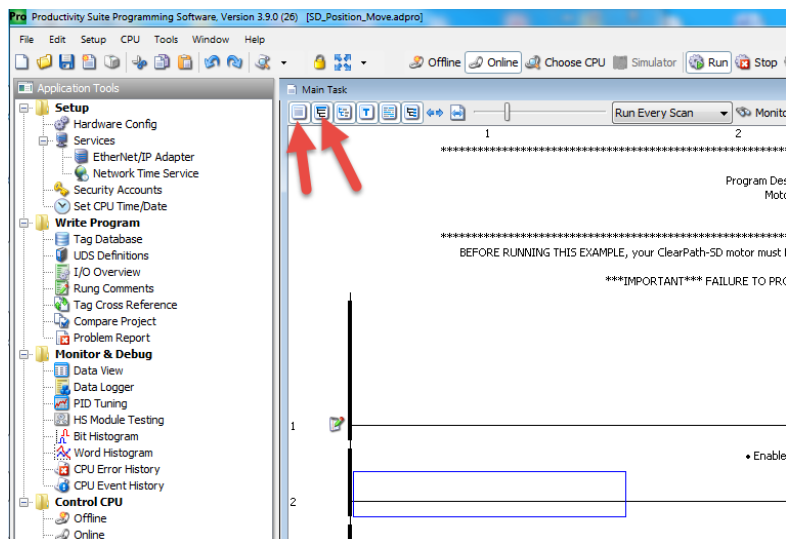 Pro Productivity Suite Programming Software, Version 3.9.0 (26) [SD_Position_Move.adpro]
File Edit Setup CPU Tools Window Help
Offline Online Choose CPU Simulator Run Stop
Application Tools
Setup
Hardware Config
Services
EtherNet/IP Adapter
Network Time Service
Security Accounts
Set CPU Time/Date
Write Program
Tag Database
UDS Definitions
I/O Overview
Rung Comments
Tag Cross Reference
Compare Project
Problem Report
Monitor & Debug
Data View
Data Logger
PID Tuning
HS Module Testing
Bit Histogram
Word Histogram
CPU Error History
CPU Event History
Control CPU
Offline
Online
Main Task
T Run Every Scan Monito
1 2
Program Des
Moto
BEFORE RUNNING THIS EXAMPLE, your ClearPath-SD motor must
***IMPORTANT*** FAILURE TO PRO
1
• Enable
2